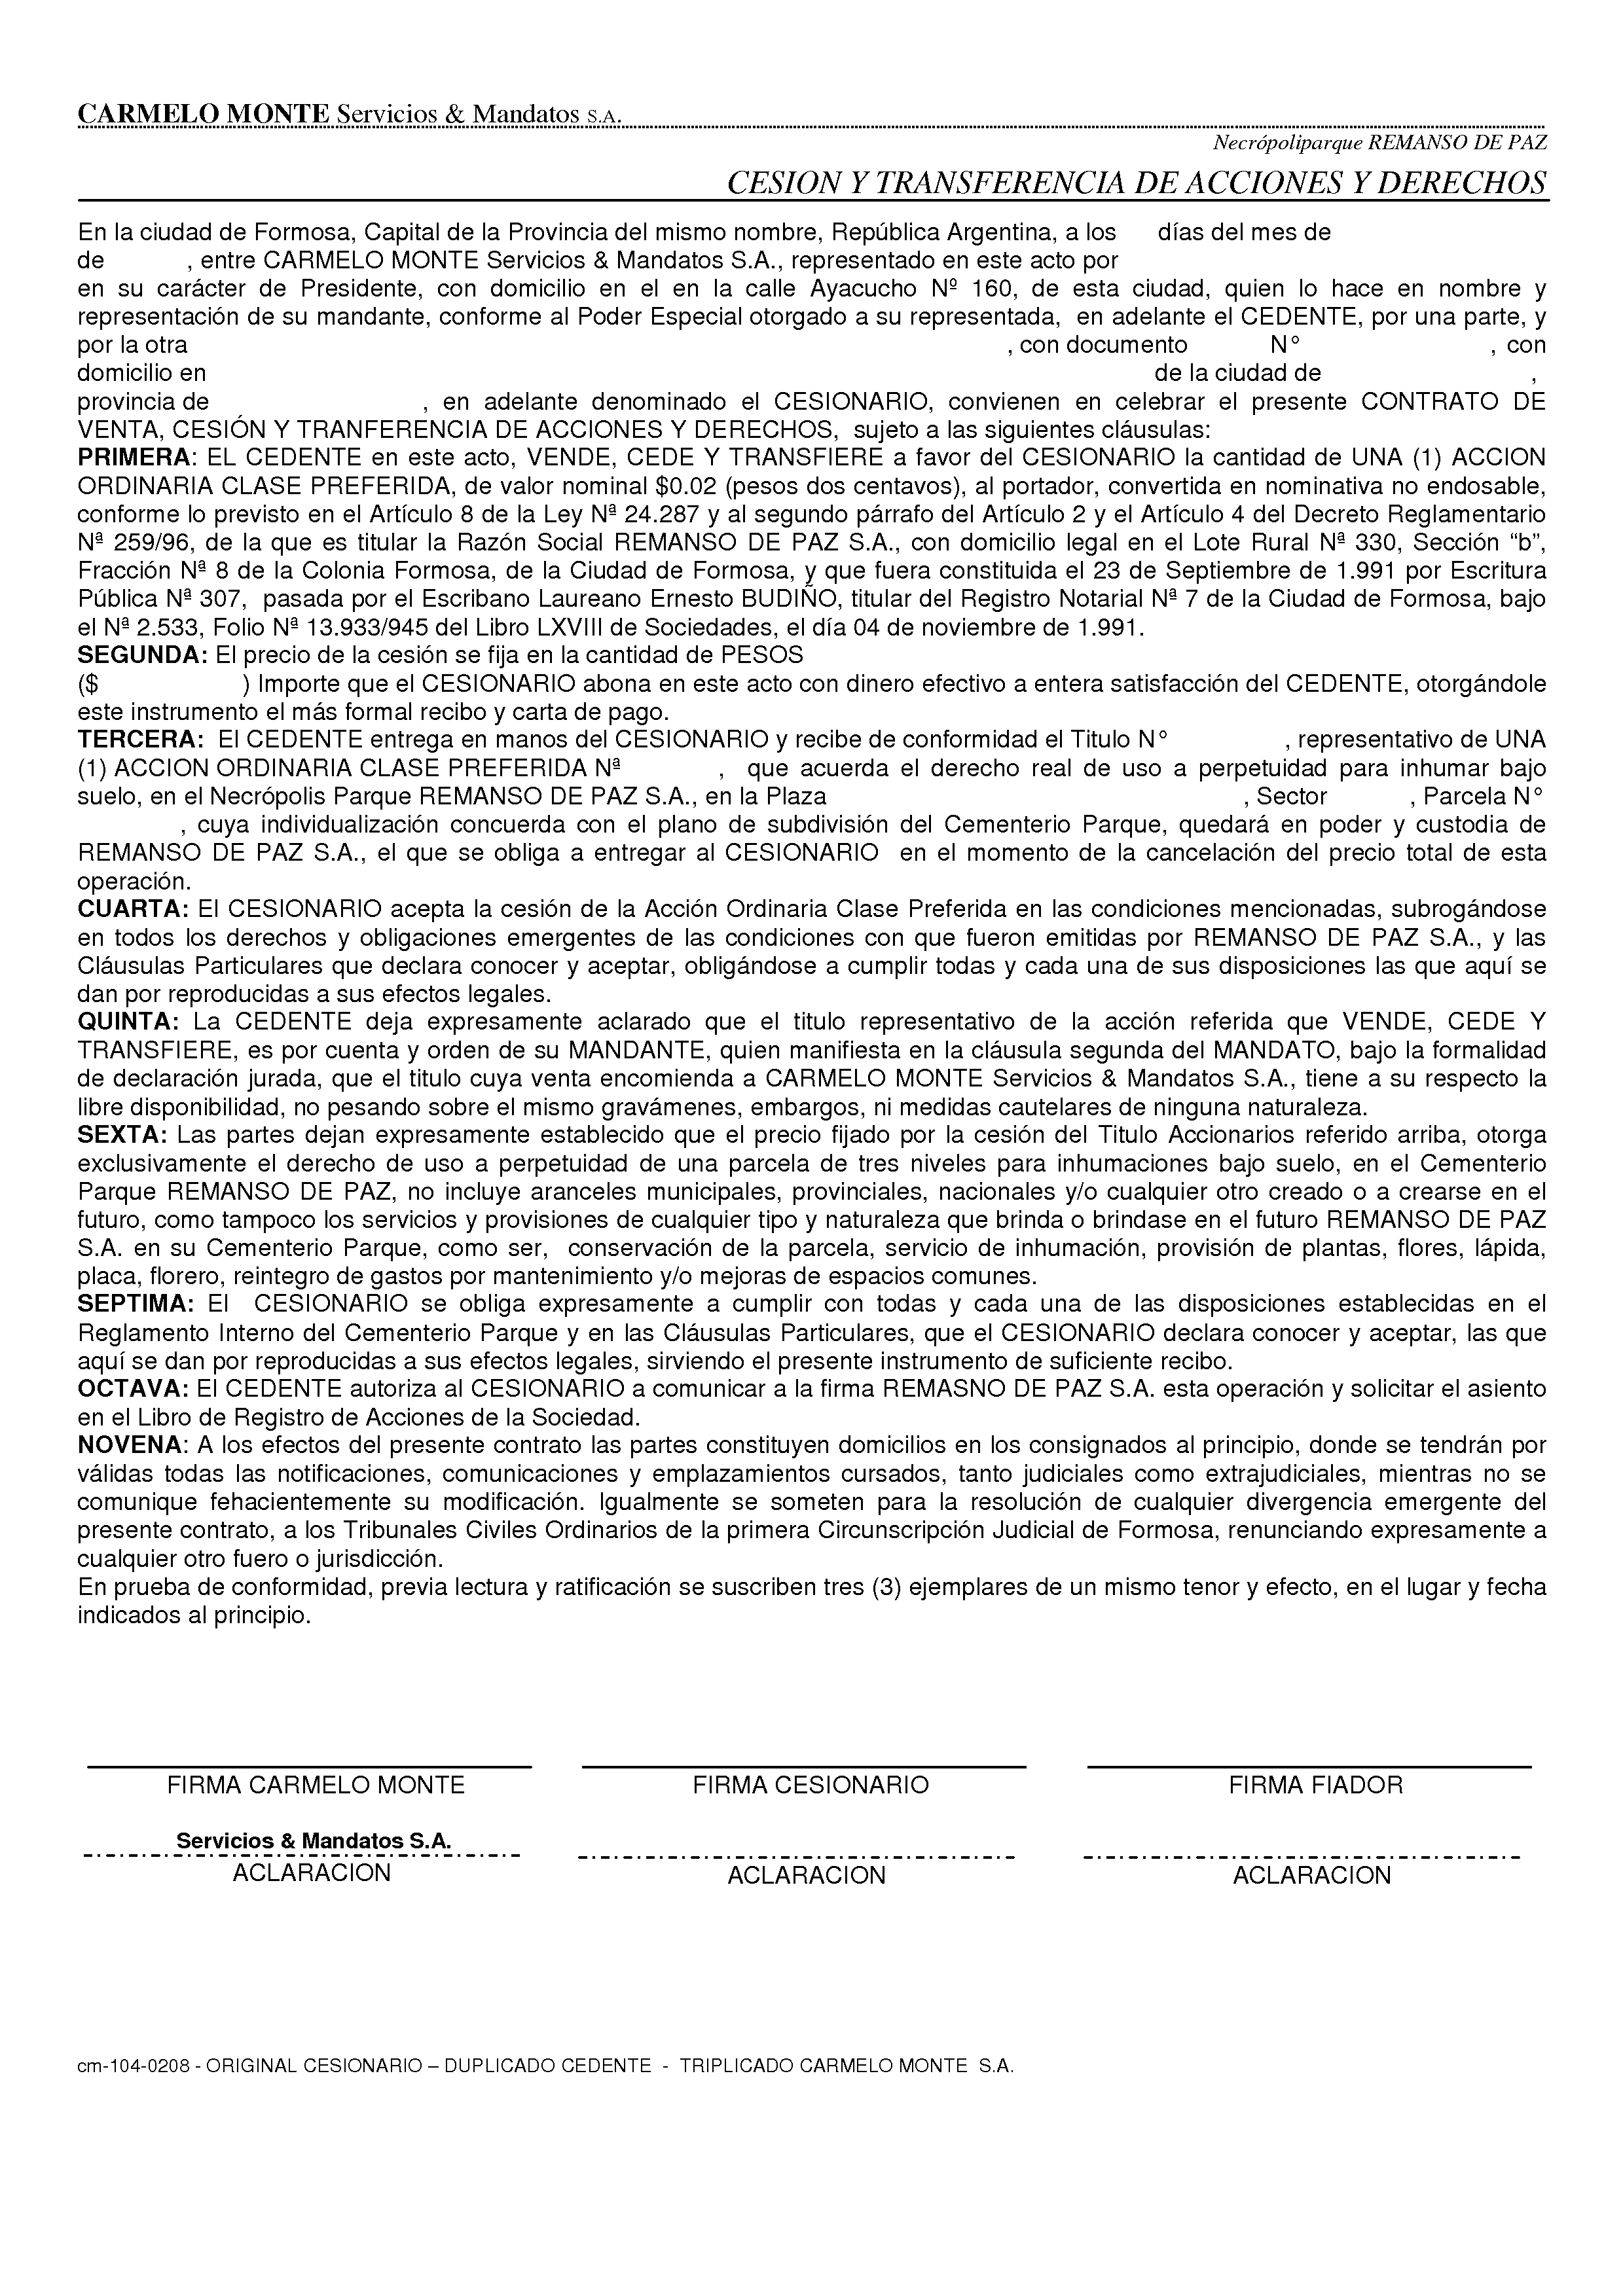 CARMELO MONTE Servicios & Mandatos S.A.
Necrópoliparque REMANSO DE PAZ
CESION Y TRANSFERENCIA DE ACCIONES Y DERECHOS
En la ciudad de Formosa, Capital de la Provincia del mismo nombre, República Argentina, a los días del mes de
de , entre CARMELO MONTE Servicios & Mandatos S.A., representado en este acto por
en su carácter de Presidente, con domicilio en el en la calle Ayacucho Nº 160, de esta ciudad, quien lo hace en nombre y
representación de su mandante, conforme al Poder Especial otorgado a su representada, en adelante el CEDENTE, por una parte, y
por la otra , con documento N° , con
domicilio en de la ciudad de ,
provincia de , en adelante denominado el CESIONARIO, convienen en celebrar el presente CONTRATO DE
VENTA, CESIÓN Y TRANFERENCIA DE ACCIONES Y DERECHOS, sujeto a las siguientes cláusulas:
PRIMERA: EL CEDENTE en este acto, VENDE, CEDE Y TRANSFIERE a favor del CESIONARIO la cantidad de UNA (1) ACCION
ORDINARIA CLASE PREFERIDA, de valor nominal $0.02 (pesos dos centavos), al portador, convertida en nominativa no endosable,
conforme lo previsto en el Artículo 8 de la Ley Nª 24.287 y al segundo párrafo del Artículo 2 y el Artículo 4 del Decreto Reglamentario
Nª 259/96, de la que es titular la Razón Social REMANSO DE PAZ S.A., con domicilio legal en el Lote Rural Nª 330, Sección “b”,
Fracción Nª 8 de la Colonia Formosa, de la Ciudad de Formosa, y que fuera constituida el 23 de Septiembre de 1.991 por Escritura
Pública Nª 307, pasada por el Escribano Laureano Ernesto BUDIÑO, titular del Registro Notarial Nª 7 de la Ciudad de Formosa, bajo
el Nª 2.533, Folio Nª 13.933/945 del Libro LXVIII de Sociedades, el día 04 de noviembre de 1.991.
SEGUNDA: El precio de la cesión se fija en la cantidad de PESOS
($ ) Importe que el CESIONARIO abona en este acto con dinero efectivo a entera satisfacción del CEDENTE, otorgándole
este instrumento el más formal recibo y carta de pago.
TERCERA: El CEDENTE entrega en manos del CESIONARIO y recibe de conformidad el Titulo N° , representativo de UNA
(1) ACCION ORDINARIA CLASE PREFERIDA Nª , que acuerda el derecho real de uso a perpetuidad para inhumar bajo
suelo, en el Necrópolis Parque REMANSO DE PAZ S.A., en la Plaza , Sector , Parcela N°
, cuya individualización concuerda con el plano de subdivisión del Cementerio Parque, quedará en poder y custodia de
REMANSO DE PAZ S.A., el que se obliga a entregar al CESIONARIO en el momento de la cancelación del precio total de esta
operación.
CUARTA: El CESIONARIO acepta la cesión de la Acción Ordinaria Clase Preferida en las condiciones mencionadas, subrogándose
en todos los derechos y obligaciones emergentes de las condiciones con que fueron emitidas por REMANSO DE PAZ S.A., y las
Cláusulas Particulares que declara conocer y aceptar, obligándose a cumplir todas y cada una de sus disposiciones las que aquí se
dan por reproducidas a sus efectos legales.
QUINTA: La CEDENTE deja expresamente aclarado que el titulo representativo de la acción referida que VENDE, CEDE Y
TRANSFIERE, es por cuenta y orden de su MANDANTE, quien manifiesta en la cláusula segunda del MANDATO, bajo la formalidad
de declaración jurada, que el titulo cuya venta encomienda a CARMELO MONTE Servicios & Mandatos S.A., tiene a su respecto la
libre disponibilidad, no pesando sobre el mismo gravámenes, embargos, ni medidas cautelares de ninguna naturaleza.
SEXTA: Las partes dejan expresamente establecido que el precio fijado por la cesión del Titulo Accionarios referido arriba, otorga
exclusivamente el derecho de uso a perpetuidad de una parcela de tres niveles para inhumaciones bajo suelo, en el Cementerio
Parque REMANSO DE PAZ, no incluye aranceles municipales, provinciales, nacionales y/o cualquier otro creado o a crearse en el
futuro, como tampoco los servicios y provisiones de cualquier tipo y naturaleza que brinda o brindase en el futuro REMANSO DE PAZ
S.A. en su Cementerio Parque, como ser, conservación de la parcela, servicio de inhumación, provisión de plantas, flores, lápida,
placa, florero, reintegro de gastos por mantenimiento y/o mejoras de espacios comunes.
SEPTIMA: El CESIONARIO se obliga expresamente a cumplir con todas y cada una de las disposiciones establecidas en el
Reglamento Interno del Cementerio Parque y en las Cláusulas Particulares, que el CESIONARIO declara conocer y aceptar, las que
aquí se dan por reproducidas a sus efectos legales, sirviendo el presente instrumento de suficiente recibo.
OCTAVA: El CEDENTE autoriza al CESIONARIO a comunicar a la firma REMASNO DE PAZ S.A. esta operación y solicitar el asiento
en el Libro de Registro de Acciones de la Sociedad.
NOVENA: A los efectos del presente contrato las partes constituyen domicilios en los consignados al principio, donde se tendrán por
válidas todas las notificaciones, comunicaciones y emplazamientos cursados, tanto judiciales como extrajudiciales, mientras no se
comunique fehacientemente su modificación. Igualmente se someten para la resolución de cualquier divergencia emergente del
presente contrato, a los Tribunales Civiles Ordinarios de la primera Circunscripción Judicial de Formosa, renunciando expresamente a
cualquier otro fuero o jurisdicción.
En prueba de conformidad, previa lectura y ratificación se suscriben tres (3) ejemplares de un mismo tenor y efecto, en el lugar y fecha
indicados al principio.
FIRMA CARMELO MONTE FIRMA CESIONARIO FIRMA FIADOR
Servicios & Mandatos S.A.
ACLARACION ACLARACION ACLARACION
cm-104-0208 - ORIGINAL CESIONARIO – DUPLICADO CEDENTE - TRIPLICADO CARMELO MONTE S.A.